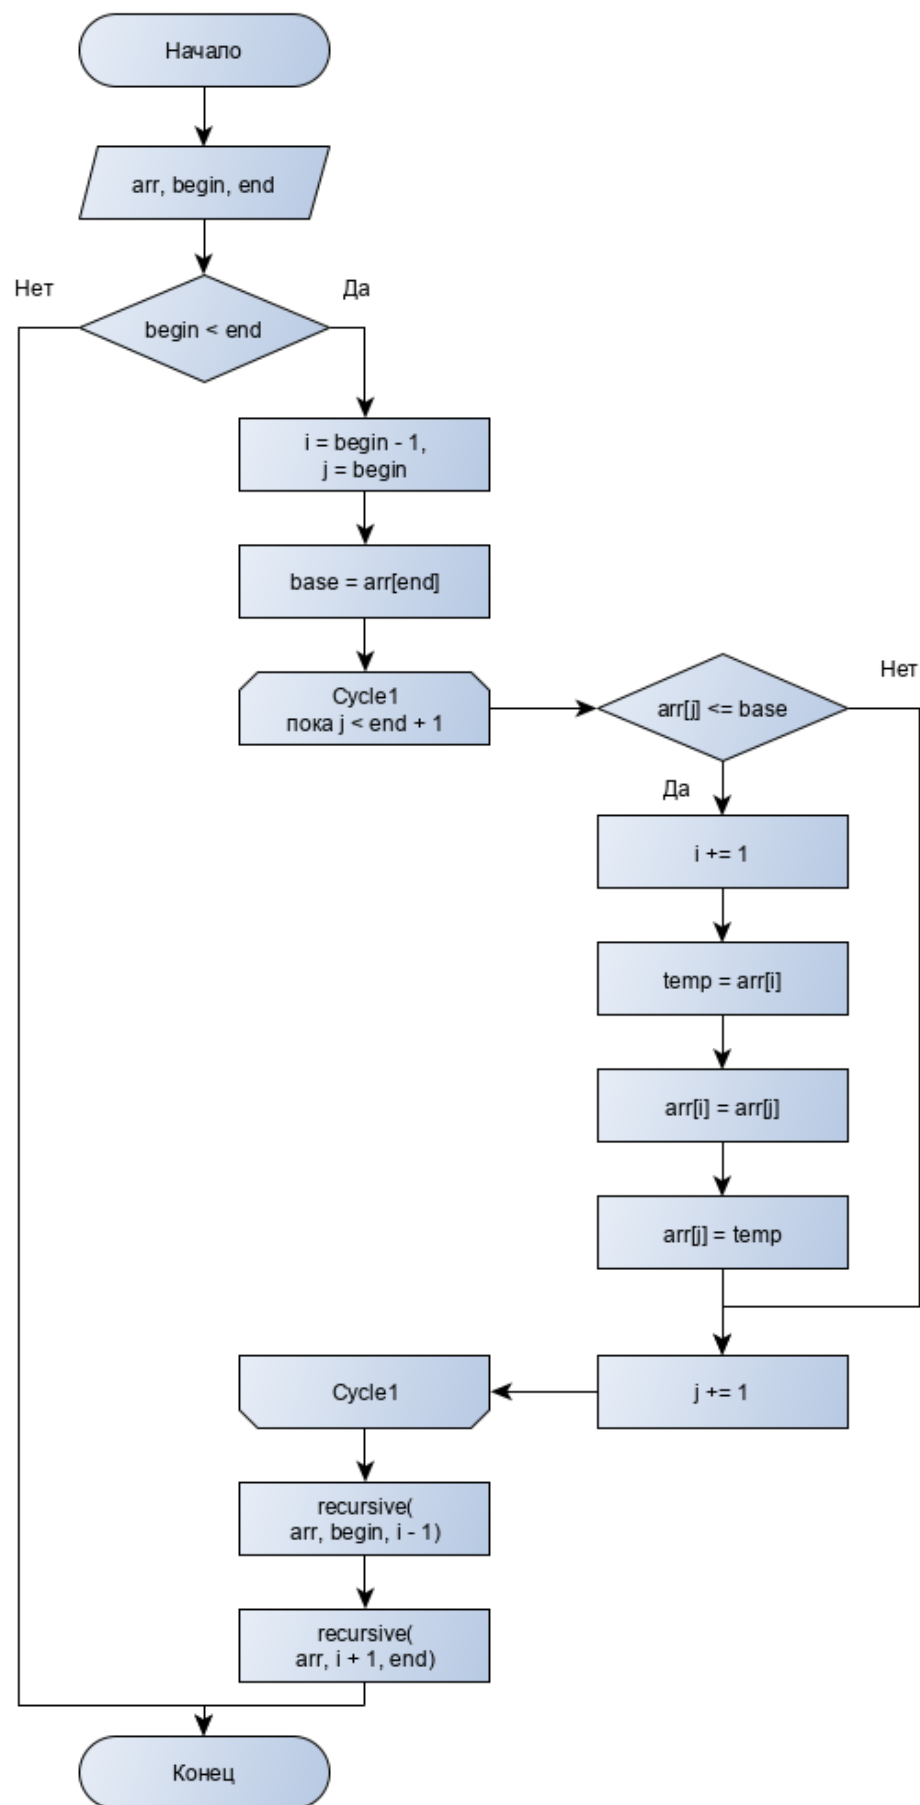 Начало
arr, begin, end
Нет
Да
begin < end
i = begin - 1,
j = begin
base = arr[end]
Cycle1
пока j < end + 1
arr[j] <= base
Нет
Да
i += 1
temp = arr[i]
arr[i] = arr[j]
arr[j] = temp
j += 1
Cycle1
recursive(
arr, begin, i - 1)
recursive(
arr, i + 1, end)
Конец